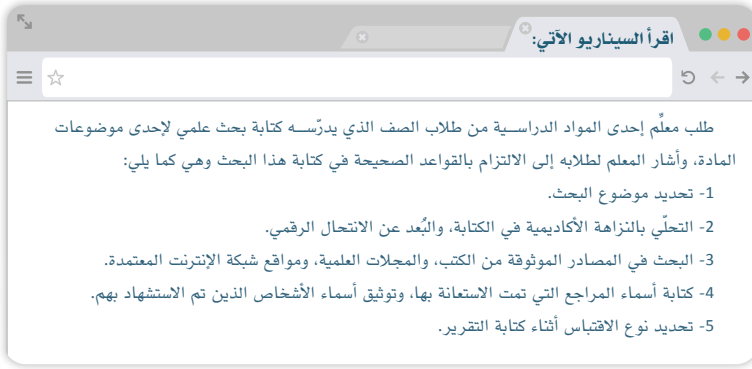 اقرأ السيناريو الآتي:
طلب معلِّم إحدى المواد الدراسية من طلاب الصف الذي يدرّسه كتابة بحث علمي لإحدى موضوعات
المادة، وأشار المعلم لطلابه إلى الالتزام بالقواعد الصحيحة في كتابة هذا البحث وهي كما يلي:
1- تحديد موضوع البحث.
2- التحلّي بالنزاهة الأكاديمية في الكتابة، والبُعد عن الانتحال الرقمي.
3- البحث في المصادر الموثوقة من الكتب، والمجلات العلمية، ومواقع شبكة الإنترنت المعتمدة.
4- كتابة أسماء المراجع التي تمت الاستعانة بها، وتوثيق أسماء الأشخاص الذين تم الاستشهاد بهم.
5- تحديد نوع الاقتباس أثناء كتابة التقرير.